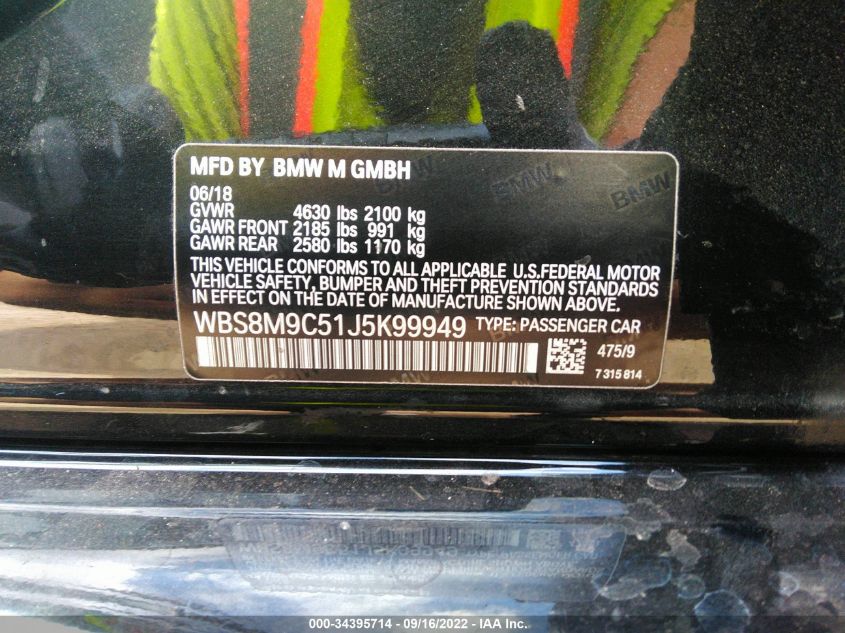 MFD BY BMW M GMBH
06/18
GVWR 4630 lbs 2100 kg
GAWR FRONT 2185 lbs 991 kg
GAWR REAR 2580 lbs 1170 kg
THIS VEHICLE CONFORMS TO ALL APPLICABLE U.S.FEDERAL MOTOR
VEHICLE SAFETY, BUMPER AND THEFT PREVENTION STANDARDS
IN EFFECT ON THE DATE OF MANUFACTURE SHOWN ABOVE.
WBS8M9C51J5K99949 TYPE: PASSENGER CAR
475/9
7 315 814
BMW
BMW
BMW
000-34395714 - 09/16/2022 - IAA Inc.